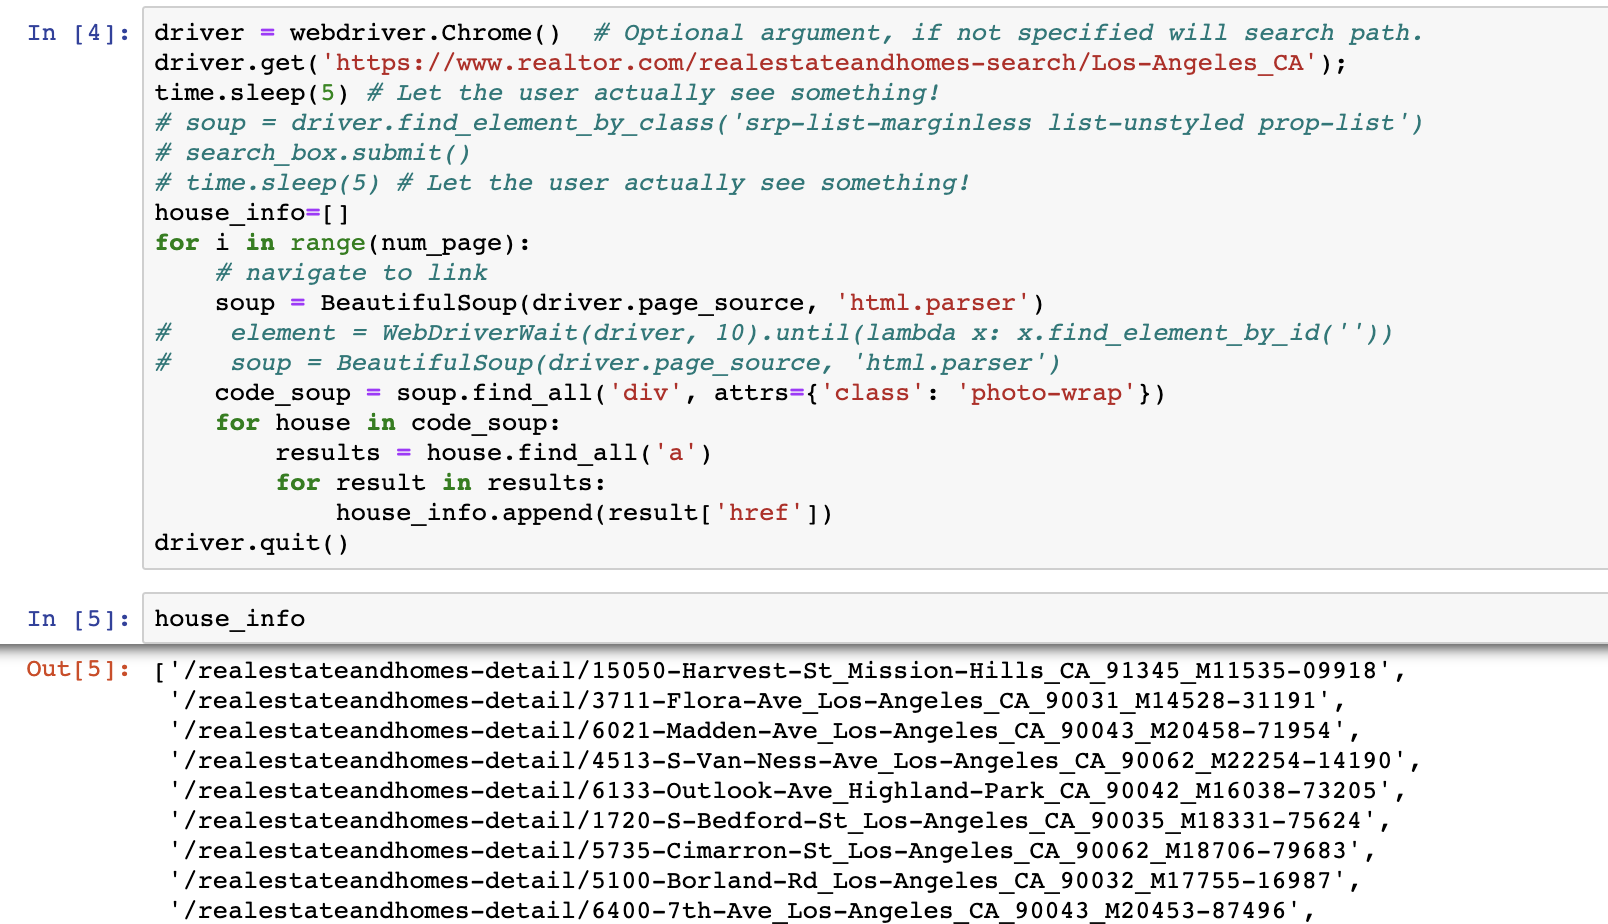 In [4]: driver = webdriver.Chrome()  # Optional argument, if not specified will search path.
driver.get('https://www.realtor.com/realestateandhomes-search/Los-Angeles_CA');
time.sleep(5) # Let the user actually see something!
# soup = driver.find_element_by_class('srp-list-marginless list-unstyled prop-list')
# search_box.submit()
# time.sleep(5) # Let the user actually see something!
house_info=[]
for i in range(num_page):
    # navigate to link
    soup = BeautifulSoup(driver.page_source, 'html.parser')
#    element = WebDriverWait(driver, 10).until(lambda x: x.find_element_by_id(''))
#    soup = BeautifulSoup(driver.page_source, 'html.parser')
    code_soup = soup.find_all('div', attrs={'class': 'photo-wrap'})
    for house in code_soup:
        results = house.find_all('a')
        for result in results:
            house_info.append(result['href'])
driver.quit()
In [5]: house_info
Out[5]: ['/realestateandhomes-detail/15050-Harvest-St_Mission-Hills_CA_91345_M11535-09918',
'/realestateandhomes-detail/3711-Flora-Ave_Los-Angeles_CA_90031_M14528-31191',
'/realestateandhomes-detail/6021-Madden-Ave_Los-Angeles_CA_90043_M20458-71954',
'/realestateandhomes-detail/4513-S-Van-Ness-Ave_Los-Angeles_CA_90062_M22254-14190',
'/realestateandhomes-detail/6133-Outlook-Ave_Highland-Park_CA_90042_M16038-73205',
'/realestateandhomes-detail/1720-S-Bedford-St_Los-Angeles_CA_90035_M18331-75624',
'/realestateandhomes-detail/5735-Cimarron-St_Los-Angeles_CA_90062_M18706-79683',
'/realestateandhomes-detail/5100-Borland-Rd_Los-Angeles_CA_90032_M17755-16987',
'/realestateandhomes-detail/6400-7th-Ave_Los-Angeles_CA_90043_M20453-87496',